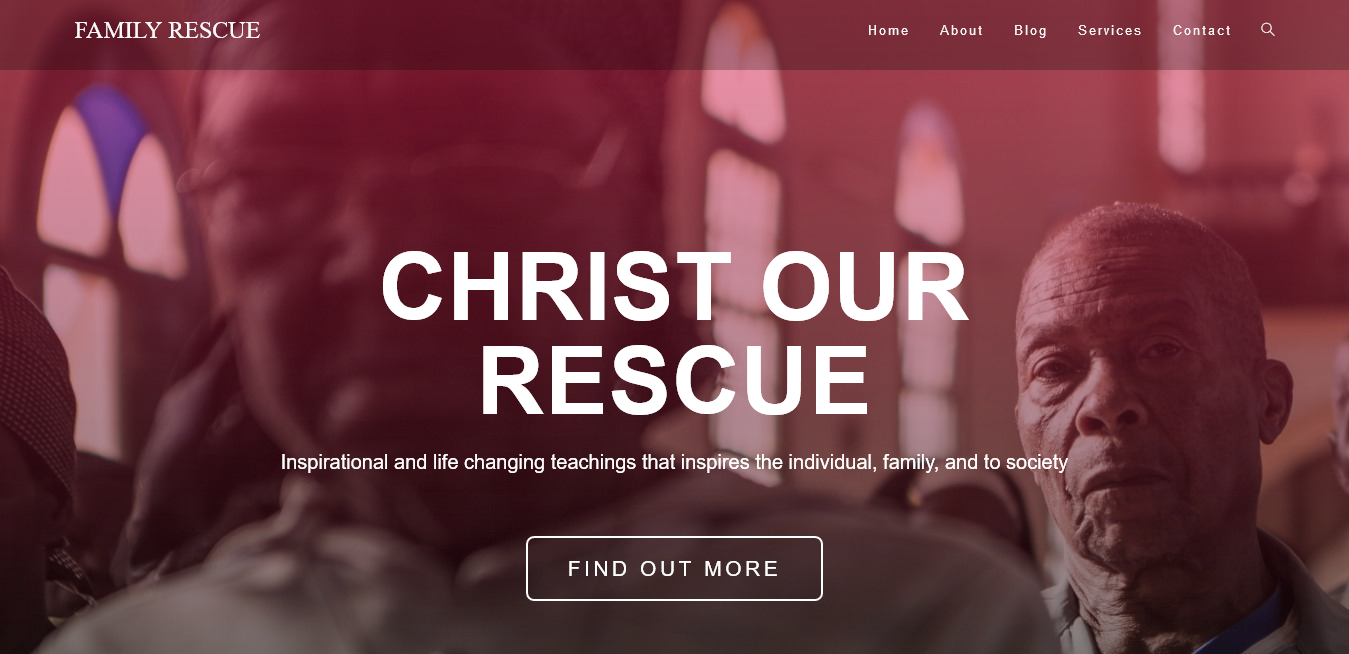 FAMILY RESCUE
Home About Blog Services Contact
CHRIST OUR
RESCUE
Inspirational and life changing teachings that inspires the individual, family, and to society
FIND OUT MORE